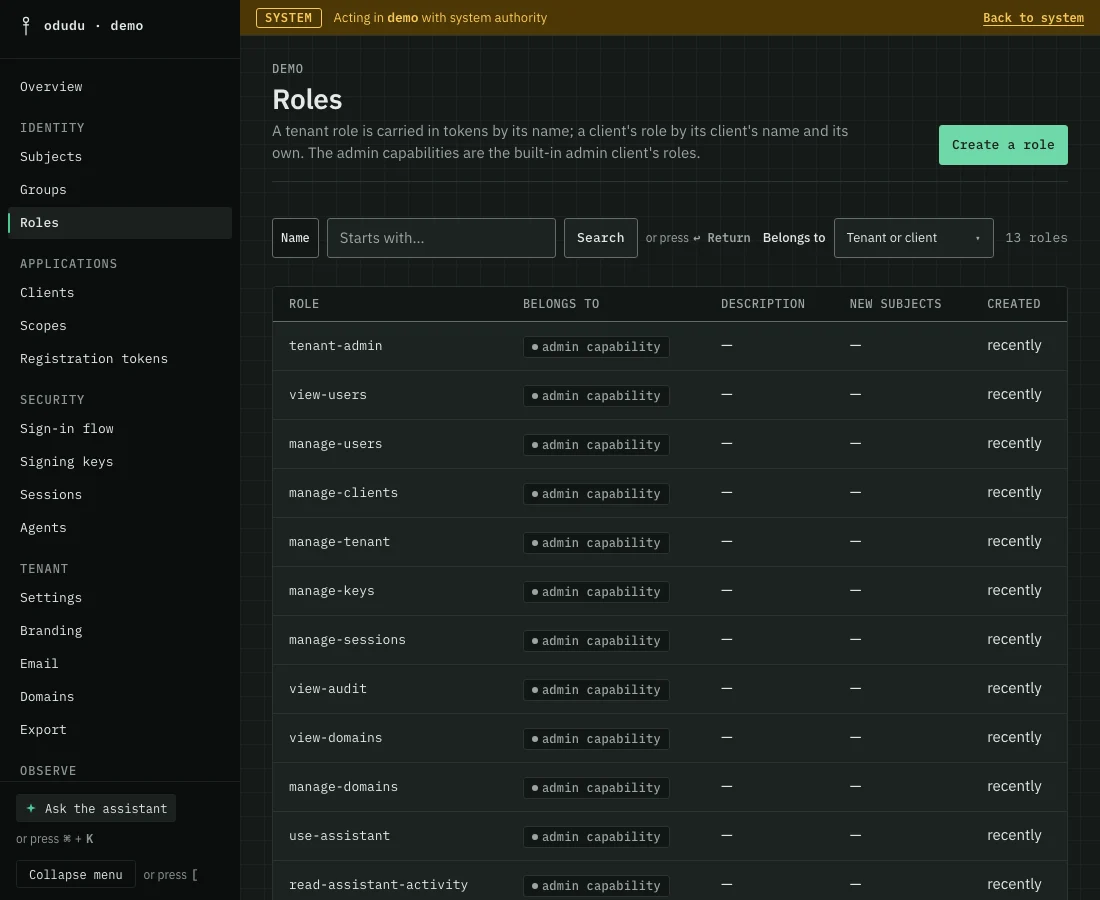 odudu · demo
SYSTEM Acting in demo with system authority Back to system
Overview
IDENTITY
Subjects
Groups
Roles
APPLICATIONS
Clients
Scopes
Registration tokens
SECURITY
Sign-in flow
Signing keys
Sessions
Agents
TENANT
Settings
Branding
Email
Domains
Export
OBSERVE
✦ Ask the assistant
or press ⌘ + K
Collapse menu or press [
DEMO
Roles
A tenant role is carried in tokens by its name; a client's role by its client's name and its
own. The admin capabilities are the built-in admin client's roles.
Create a role
Name Starts with... Search or press ↩ Return Belongs to Tenant or client 13 roles
ROLE BELONGS TO DESCRIPTION NEW SUBJECTS CREATED
tenant-admin admin capability — — recently
view-users admin capability — — recently
manage-users admin capability — — recently
manage-clients admin capability — — recently
manage-tenant admin capability — — recently
manage-keys admin capability — — recently
manage-sessions admin capability — — recently
view-audit admin capability — — recently
view-domains admin capability — — recently
manage-domains admin capability — — recently
use-assistant admin capability — — recently
read-assistant-activity admin capability — — recently